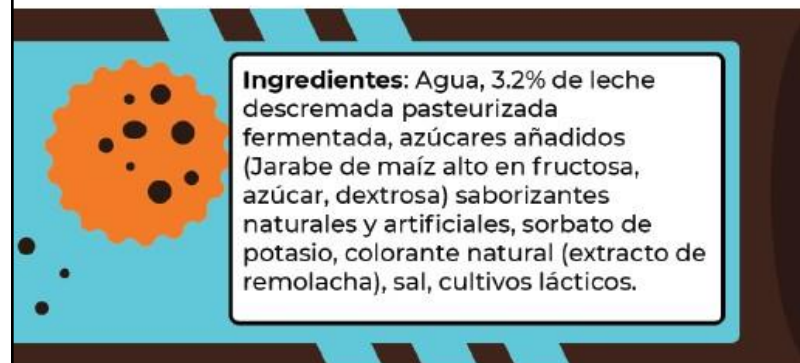 Ingredientes: Agua, 3.2% de leche
descremada pasteurizada
fermentada, azúcares añadidos
(Jarabe de maíz alto en fructosa,
azúcar, dextrosa) saborizantes
naturales y artificiales, sorbato de
potasio, colorante natural (extracto de
remolacha), sal, cultivos lácticos.